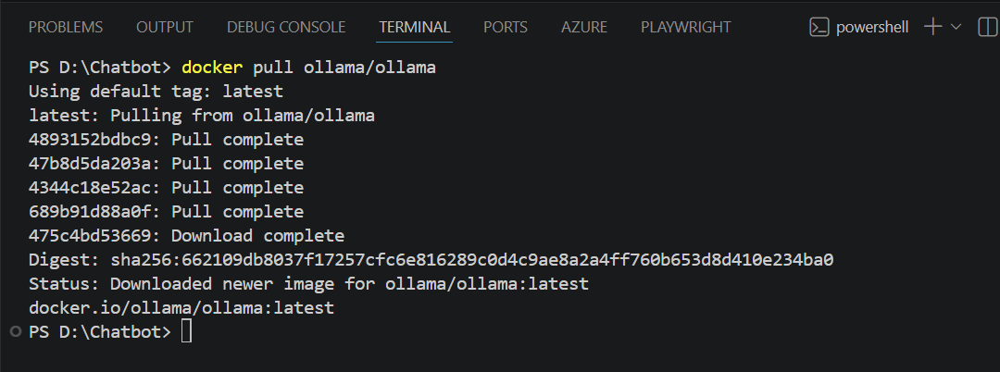 PROBLEMS OUTPUT DEBUG CONSOLE TERMINAL PORTS AZURE PLAYWRIGHT powershell
PS D:\Chatbot> docker pull ollama/ollama
Using default tag: latest
latest: Pulling from ollama/ollama
4893152bdbc9: Pull complete
47b8d5da203a: Pull complete
4344c18e52ac: Pull complete
689b91d88a0f: Pull complete
475c4bd53669: Download complete
Digest: sha256:662109db8037f17257cfc6e816289c0d4c9ae8a2a4ff760b653d8d410e234ba0
Status: Downloaded newer image for ollama/ollama:latest
docker.io/ollama/ollama:latest
PS D:\Chatbot>